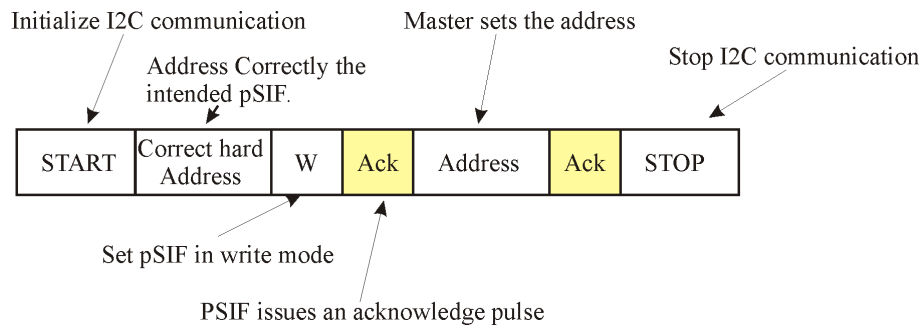 Initialize I2C communication
Master sets the address
Address Correctly the
intended pSIF.
Stop I2C communication
START
Correct hard
Address
W
Ack
Address
Ack
STOP
Set pSIF in write mode
PSIF issues an acknowledge pulse